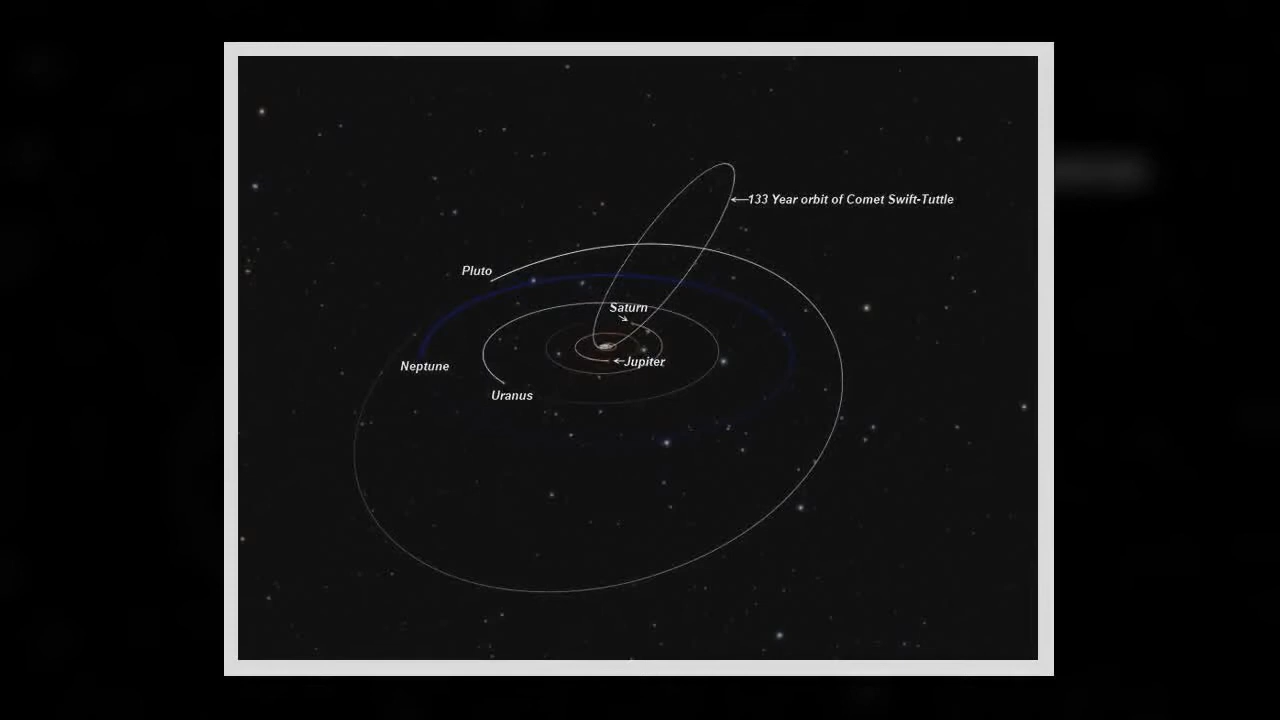 133 Year orbit of Comet Swift-Tuttle
Pluto
Saturn
Jupiter
Neptune
Uranus